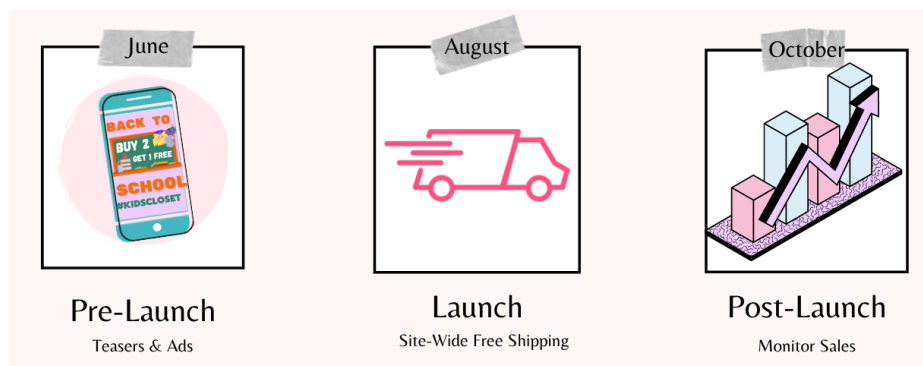 June
BACK TO
BUY 2
GET 1 FREE
SCHOOL
#KIDSCLOSET
Pre-Launch
Teasers & Ads
August
Launch
Site-Wide Free Shipping
October
Post-Launch
Monitor Sales